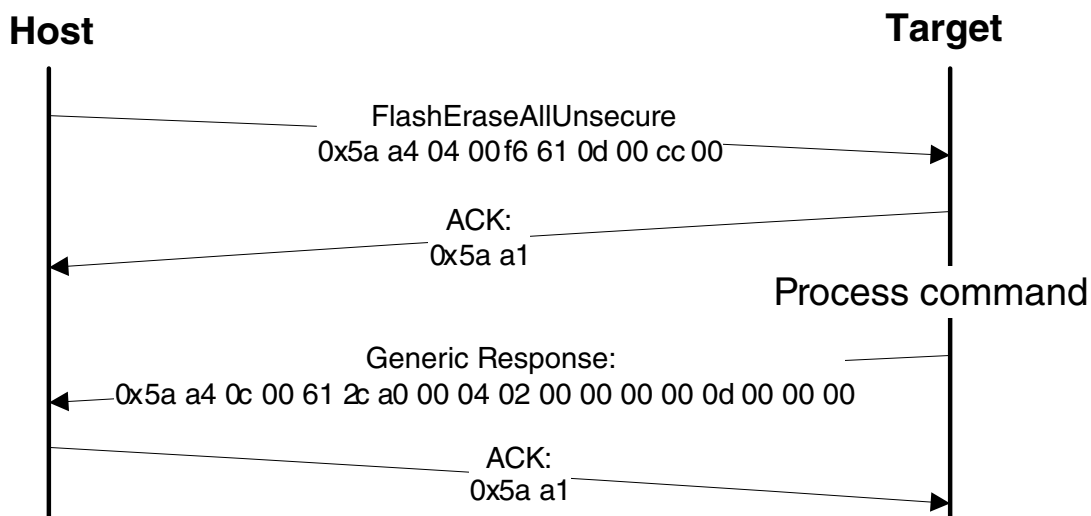 Host
Target
FlashEraseAllUnsecure
0x5a a4 04 00 f6 61 0d 00 cc 00
ACK:
0x5a a1
Process command
Generic Response:
0x5a a4 0c 00 61 2c a0 00 04 02 00 00 00 00 0d 00 00 00
ACK:
0x5a a1